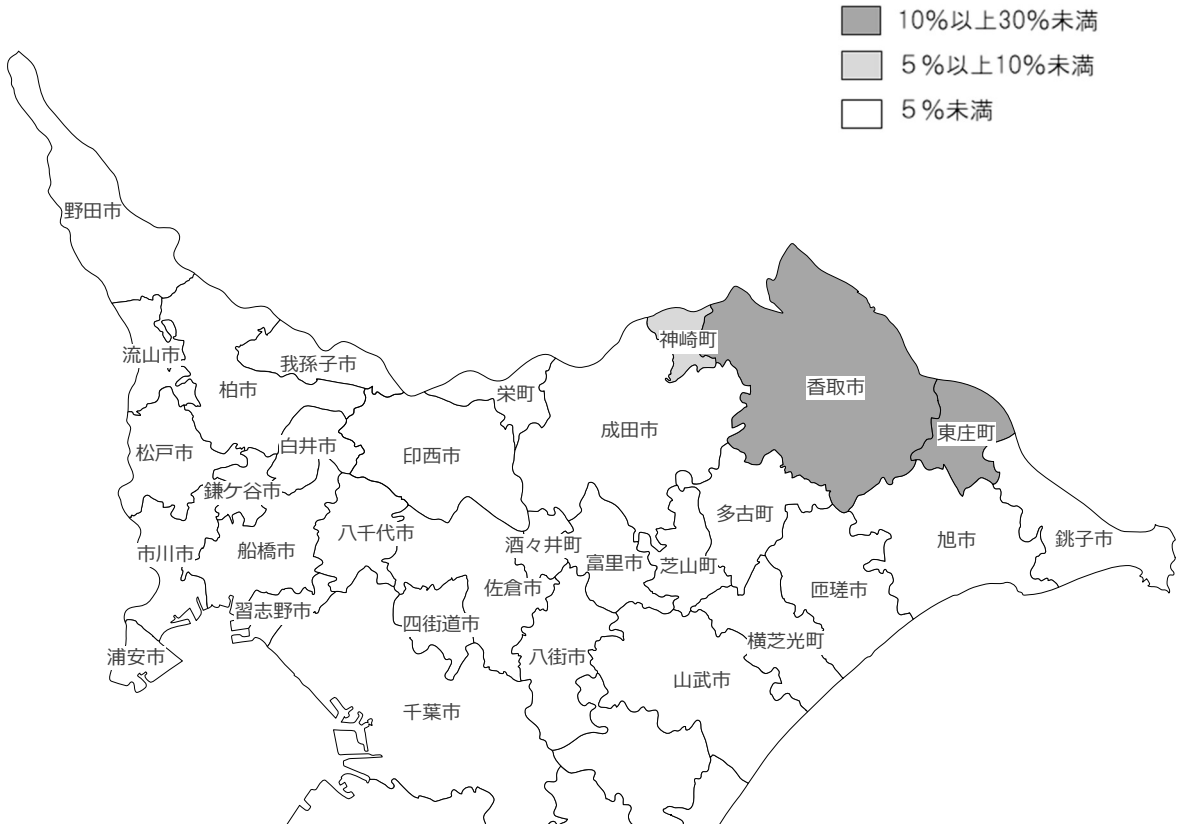 10%以上30%未満
５%以上10%未満
５%未満
野田市
流山市
我孫子市
柏市
神崎町
香取市
栄町
成田市
東庄町
松戸市
白井市
印西市
鎌ケ谷市
多古町
市川市
船橋市
八千代市
酒々井町
富里市
芝山町
旭市
銚子市
佐倉市
匝瑳市
習志野市
四街道市
横芝光町
浦安市
八街市
山武市
千葉市